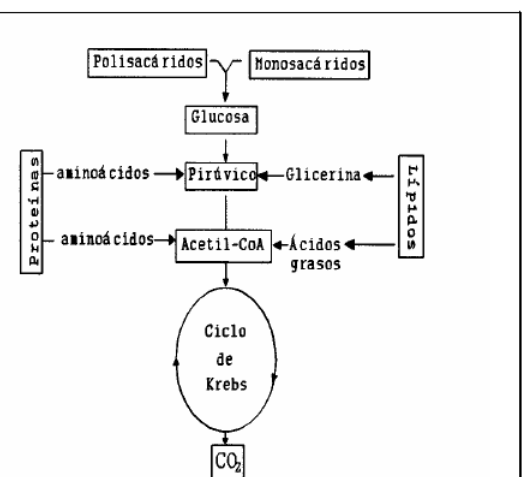 Polisacáridos
Monosacáridos
Glucosa
Proteínas
aminoácidos
Pirúvico
Glicerina
Lípidos
aminoácidos
Acetil-CoA
Ácidos
grasos
Ciclo
de
Krebs
CO₂